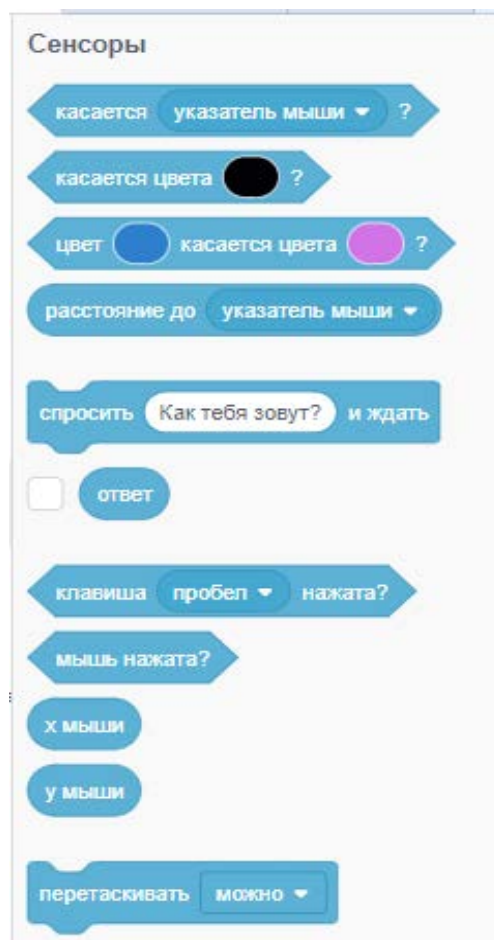 Сенсоры
касается указатель мыши ?
касается цвета ?
цвет касается цвета ?
расстояние до указатель мыши
спросить Как тебя зовут? и ждать
ответ
клавиша пробел нажата?
мышь нажата?
х мыши
у мыши
перетаскивать можно